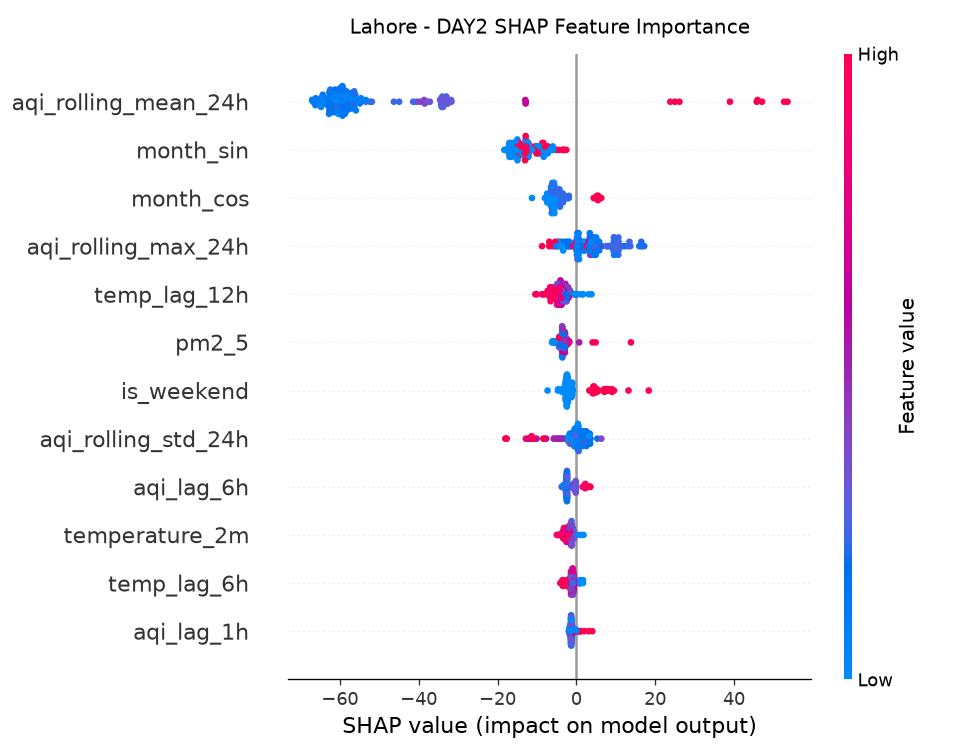 Lahore - DAY2 SHAP Feature Importance
High
aqi_rolling_mean_24h
month_sin
month_cos
aqi_rolling_max_24h
temp_lag_12h
pm2_5
is_weekend
aqi_rolling_std_24h
aqi_lag_6h
temperature_2m
temp_lag_6h
aqi_lag_1h
Feature value
Low
−60 −40 −20 0 20 40
SHAP value (impact on model output)